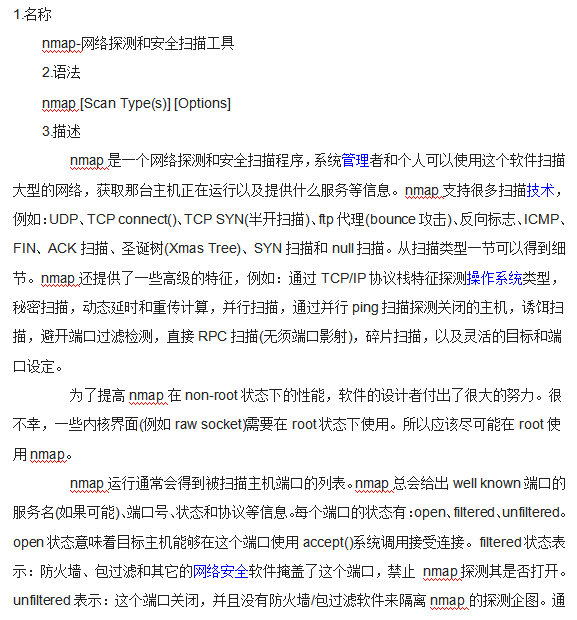 1.名称
nmap-网络探测和安全扫描工具
2.语法
nmap [Scan Type(s)] [Options]
3.描述
nmap 是一个网络探测和安全扫描程序，系统管理者和个人可以使用这个软件扫描
大型的网络，获取那台主机正在运行以及提供什么服务等信息。nmap 支持很多扫描技术，
例如:UDP、TCP connect()、TCP SYN(半开扫描)、ftp 代理(bounce 攻击)、反向标志、ICMP、
FIN、ACK 扫描、圣诞树(Xmas Tree)、SYN 扫描和 null 扫描。从扫描类型一节可以得到细
节。nmap 还提供了一些高级的特征，例如：通过 TCP/IP 协议栈特征探测操作系统类型，
秘密扫描，动态延时和重传计算，并行扫描，通过并行 ping 扫描探测关闭的主机，诱饵扫
描，避开端口过滤检测，直接 RPC 扫描(无须端口影射)，碎片扫描，以及灵活的目标和端
口设定。
为了提高 nmap 在 non-root 状态下的性能，软件的设计者付出了很大的努力。很
不幸，一些内核界面(例如 raw socket)需要在 root 状态下使用。所以应该尽可能在 root 使
用 nmap。
nmap 运行通常会得到被扫描主机端口的列表。nmap 总会给出 well known 端口的
服务名(如果可能)、端口号、状态和协议等信息。每个端口的状态有:open、filtered、unfiltered。
open 状态意味着目标主机能够在这个端口使用 accept()系统调用接受连接。filtered 状态表
示：防火墙、包过滤和其它的网络安全软件掩盖了这个端口，禁止 nmap 探测其是否打开。
unfiltered 表示：这个端口关闭，并且没有防火墙/包过滤软件来隔离 nmap 的探测企图。通